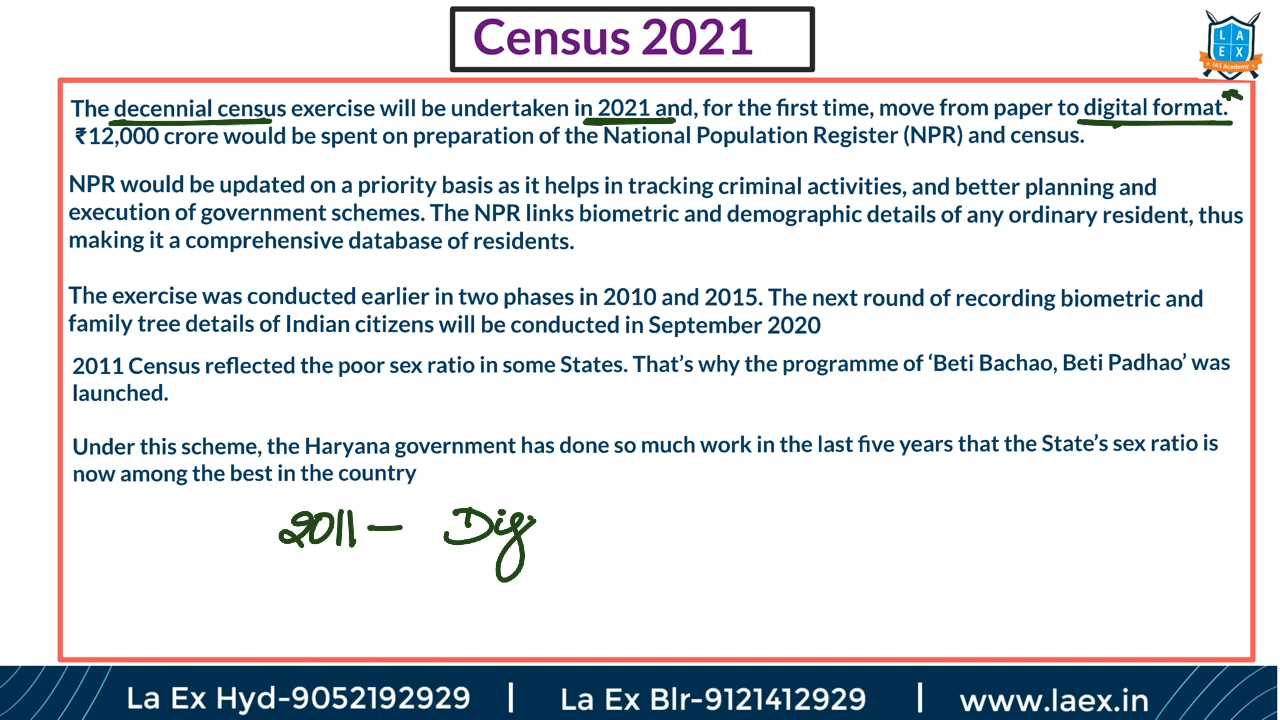 Census 2021
L A
E X
IAS Academy
The decennial census exercise will be undertaken in 2021 and, for the first time, move from paper to digital format.
₹12,000 crore would be spent on preparation of the National Population Register (NPR) and census.
NPR would be updated on a priority basis as it helps in tracking criminal activities, and better planning and
execution of government schemes. The NPR links biometric and demographic details of any ordinary resident, thus
making it a comprehensive database of residents.
The exercise was conducted earlier in two phases in 2010 and 2015. The next round of recording biometric and
family tree details of Indian citizens will be conducted in September 2020
2011 Census reflected the poor sex ratio in some States. That's why the programme of ‘Beti Bachao, Beti Padhao’ was
launched.
Under this scheme, the Haryana government has done so much work in the last five years that the State's sex ratio is
now among the best in the country
2011 — Dig
La Ex Hyd-9052192929 | La Ex Blr-9121412929 | www.laex.in